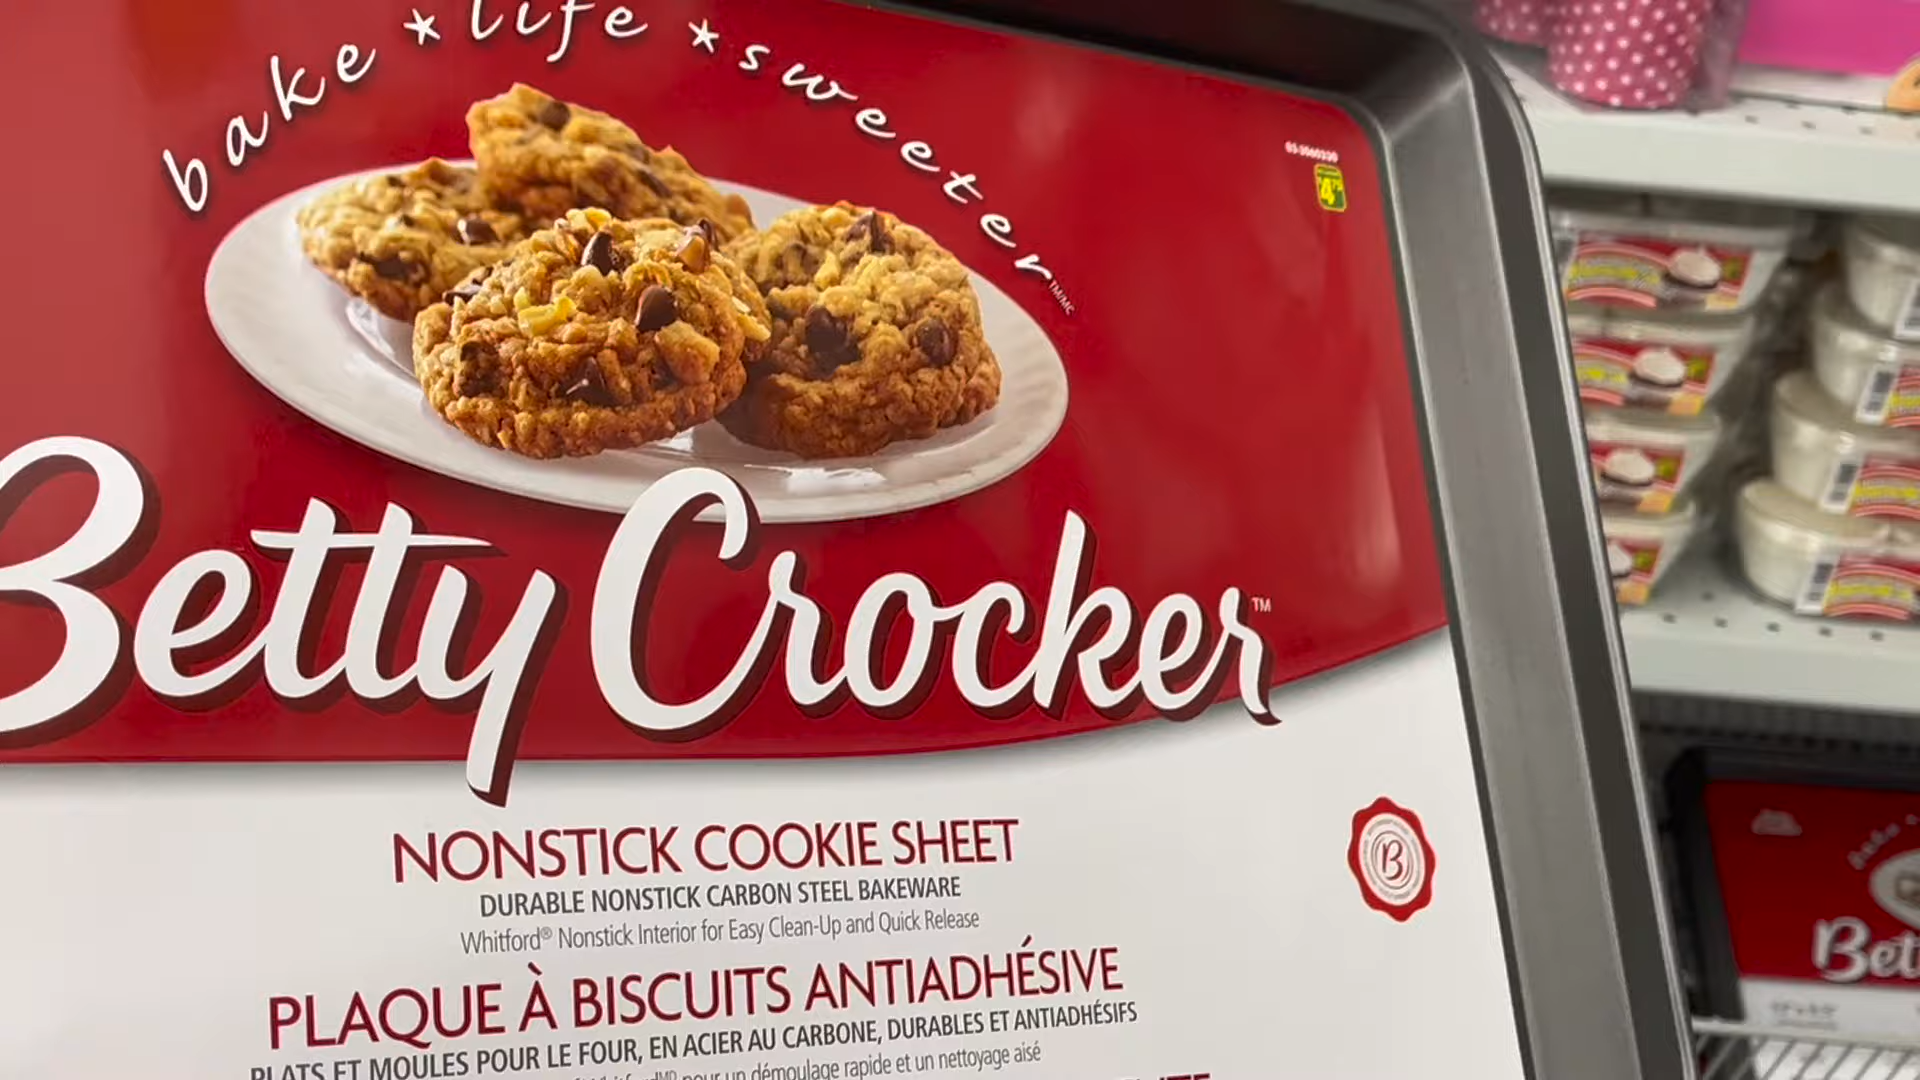 bake * life * sweeter TM/MC
4
Betty Crocker TM
NONSTICK COOKIE SHEET
DURABLE NONSTICK CARBON STEEL BAKEWARE
Whitford® Nonstick Interior for Easy Clean-Up and Quick Release
B
PLAQUE À BISCUITS ANTIADHÉSIVE
PLATS ET MOULES POUR LE FOUR, EN ACIER AU CARBONE, DURABLES ET ANTIADHÉSIFS
pour un démoulage rapide et un nettoyage aisé
Bet